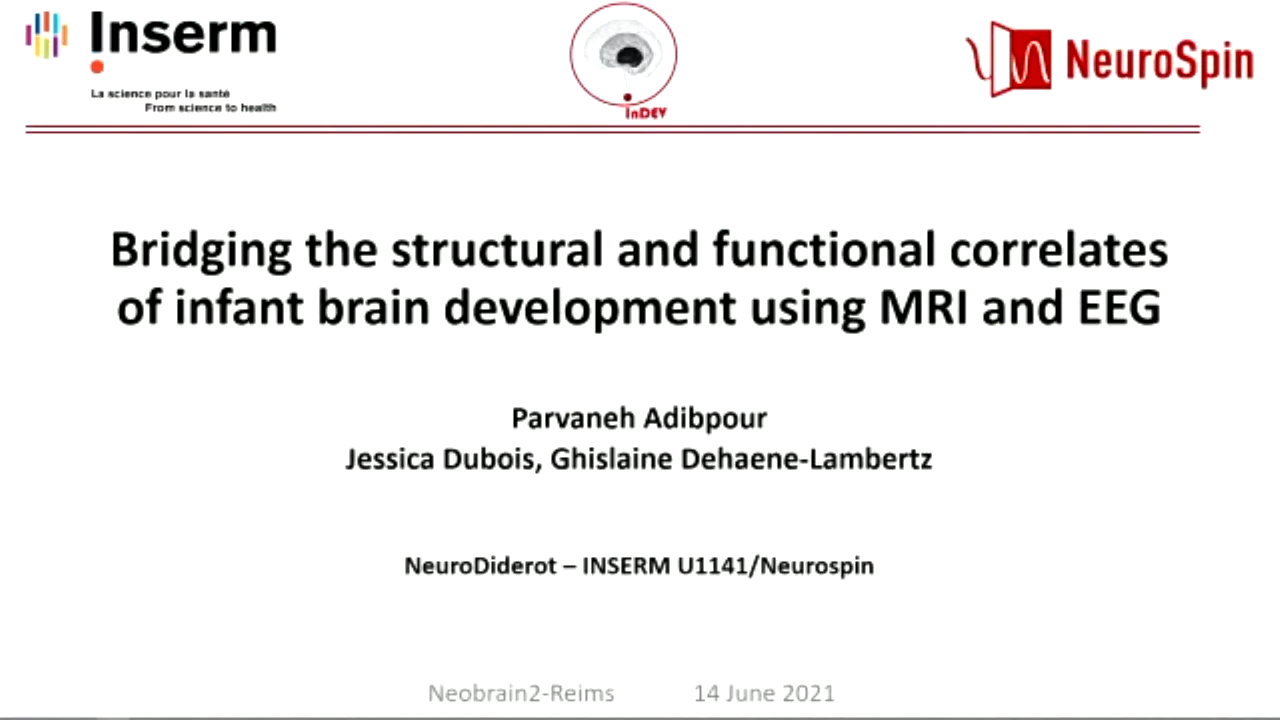 Inserm
La science pour la santé
From science to health
inDEV
NeuroSpin
Bridging the structural and functional correlates
of infant brain development using MRI and EEG
Parvaneh Adibpour
Jessica Dubois, Ghislaine Dehaene-Lambertz
NeuroDiderot – INSERM U1141/Neurospin
Neobrain2-Reims 14 June 2021